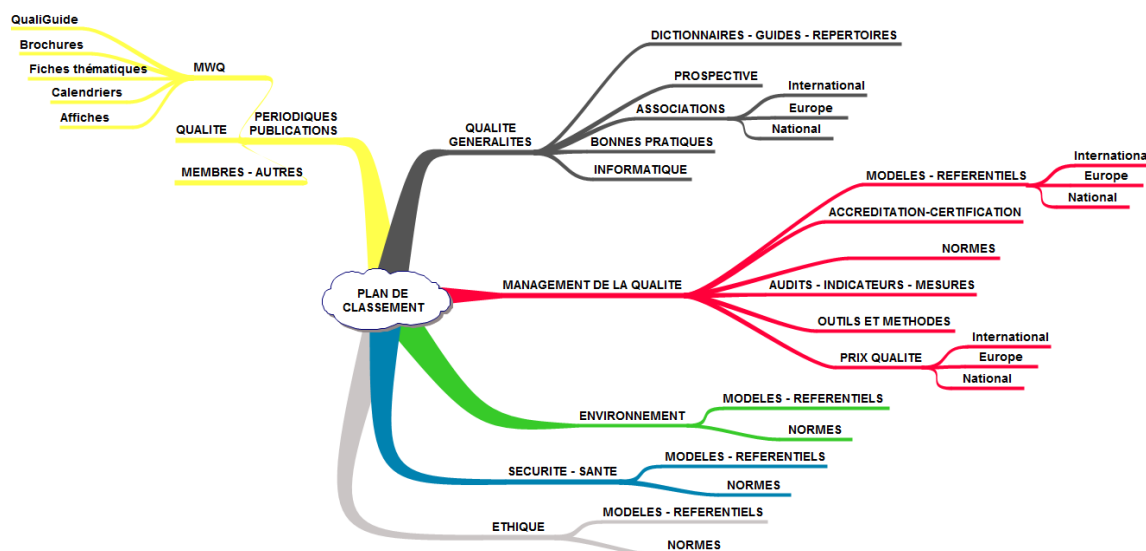 QualiGuide
Brochures
Fiches thématiques
Calendriers
Affiches
MWQ
QUALITE
PERIODIQUES
PUBLICATIONS
MEMBRES - AUTRES
PLAN DE
CLASSEMENT
QUALITE
GENERALITES
DICTIONNAIRES - GUIDES - REPERTOIRES
PROSPECTIVE
ASSOCIATIONS
International
Europe
National
BONNES PRATIQUES
INFORMATIQUE
MANAGEMENT DE LA QUALITE
MODELES - REFERENTIELS
Internationa
Europe
National
ACCREDITATION-CERTIFICATION
NORMES
AUDITS - INDICATEURS - MESURES
OUTILS ET METHODES
PRIX QUALITE
International
Europe
National
ENVIRONNEMENT
MODELES - REFERENTIELS
NORMES
SECURITE - SANTE
MODELES - REFERENTIELS
NORMES
ETHIQUE
MODELES - REFERENTIELS
NORMES